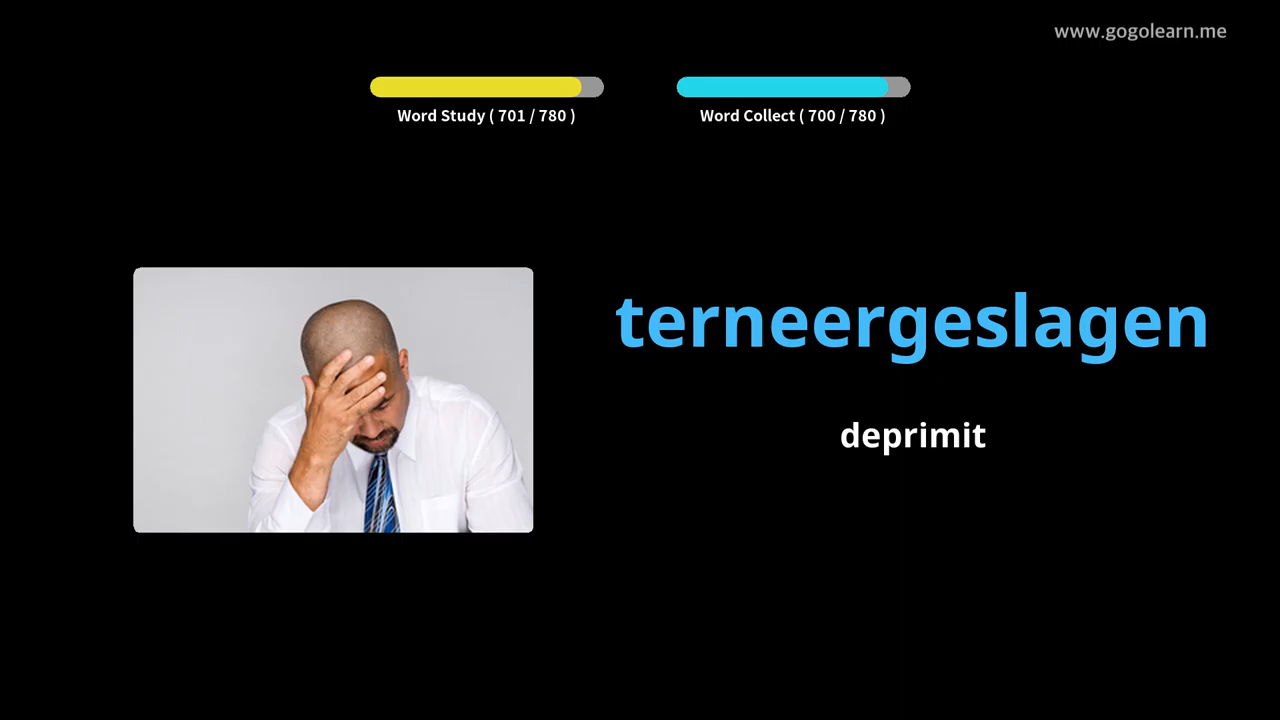 www.gogolearn.me
Word Study ( 701 / 780 )
Word Collect ( 700 / 780 )
terneergeslagen
deprimit